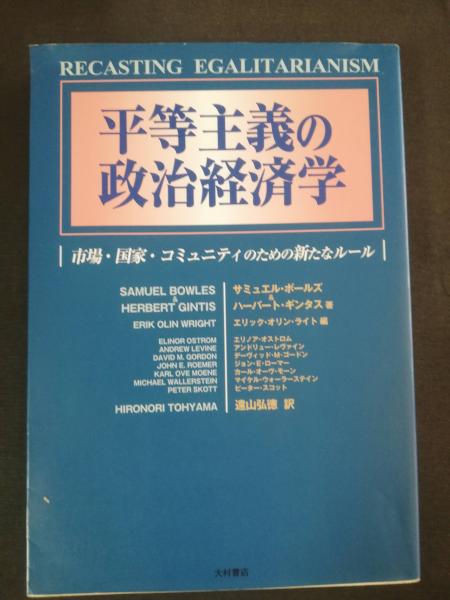 RECASTING EGALITARIANISM
平等主義の
政治経済学
市場・国家・コミュニティのための新たなルール
SAMUEL BOWLES
&
HERBERT GINTIS
ERIK OLIN WRIGHT
ELINOR OSTROM
ANDREW LEVINE
DAVID M. GORDON
JOHN E. ROEMER
KARL OVE MOENE
MICHAEL WALLERSTEIN
PETER SKOTT
HIRONORI TOHYAMA
サミュエル・ボールズ
&
ハーバート・ギンタス 著
エリック・オリン・ライト 編
エリノア・オストロム
アンドリュー・レヴァイン
デーヴィッド・M・ゴードン
ジョン・E・ローマー
カール・オーヴ・モーン
マイケル・ウォーラーステイン
ピーター・スコット
遠山弘徳 訳
大村書店